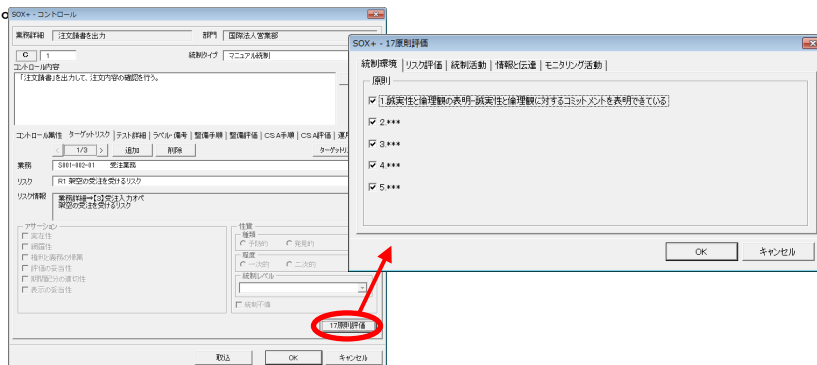 SOX+ - コントロール
業務詳細 注文請書を出力 部門 国際法人営業部
C 1 統制タイプ マニュアル統制
コントロール内容
「注文請書」を出力して、注文内容の確認を行う。
コントロール属性 ターゲットリスク テスト詳細 ラベル・備考 整備手順 整備評価 CSA手順 CSA評価
< 1/3 > 追加 削除 ターゲットリ
業務 S001-002-01 受注業務
リスク R1 架空の受注を受けるリスク
リスク情報 業務詳細→【3】受注入力オペ
架空の受注を受けるリスク
アサーション
実在性
網羅性
権利と義務の帰属
評価の妥当性
期間配分の適切性
表示の妥当性
性質
種類
予防的 発見的
程度
一次的 二次的
統制レベル
統制不備
17原則評価
取込 OK キャンセル
SOX+ - 17原則評価
統制環境 リスク評価 統制活動 情報と伝達 モニタリング活動
原則
1.誠実性と倫理観の表明-誠実性と倫理観に対するコミットメントを表明できている
2.***
3.***
4.***
5.***
OK キャンセル